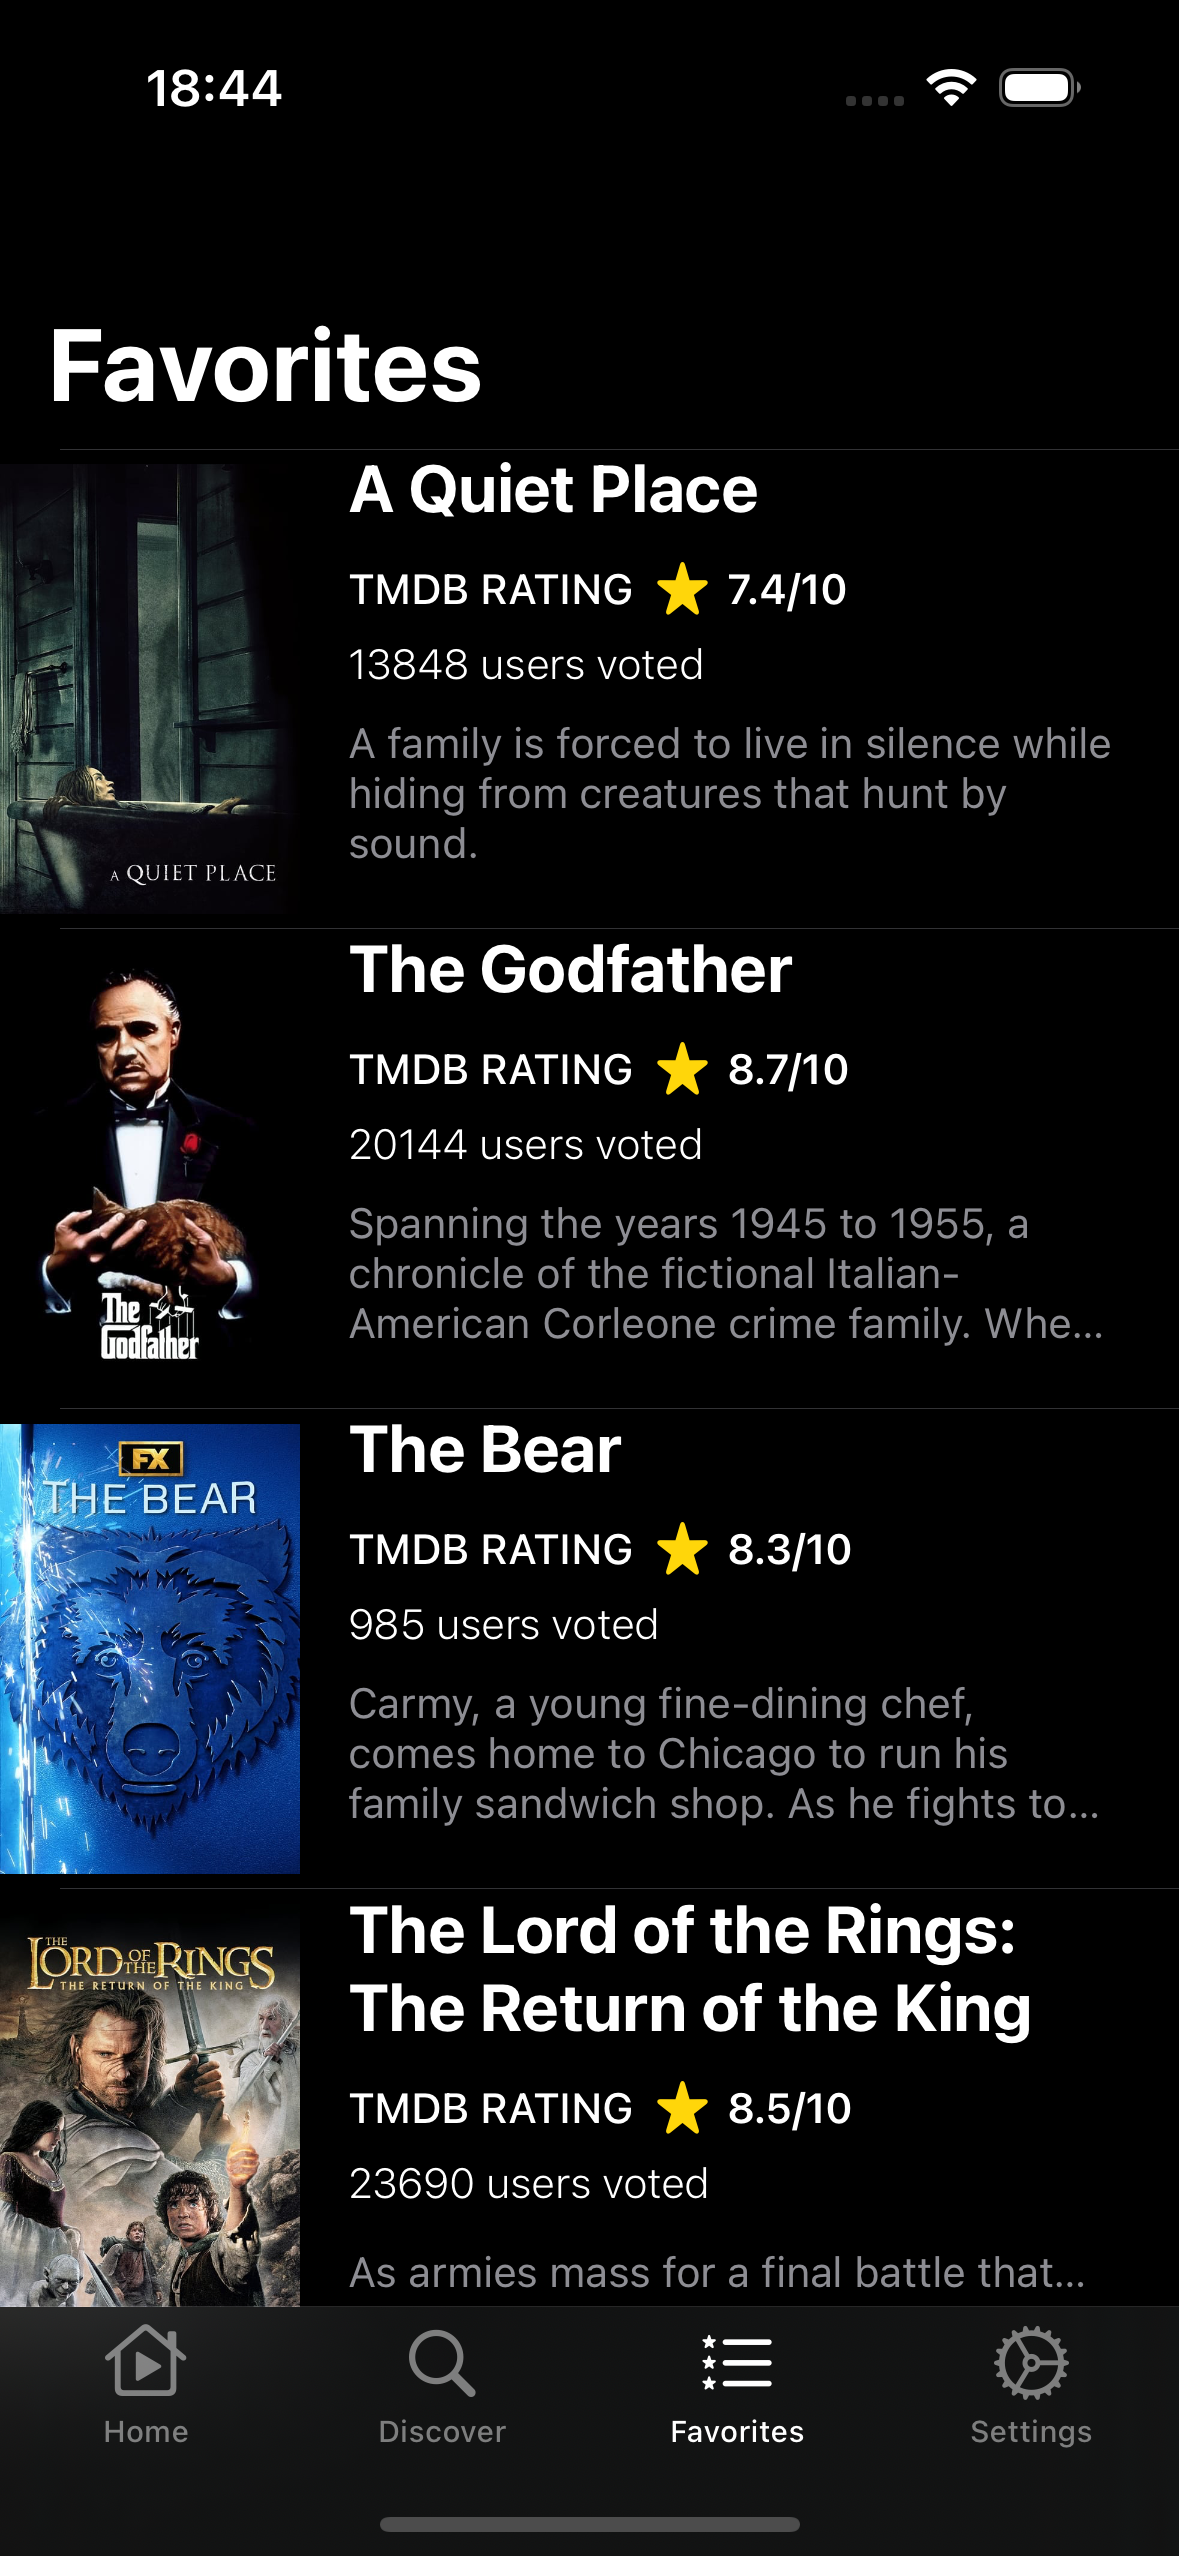 18:44
Favorites
A Quiet Place
TMDB RATING 7.4/10
13848 users voted
A family is forced to live in silence while
hiding from creatures that hunt by
sound.
A QUIET PLACE
The Godfather
TMDB RATING 8.7/10
20144 users voted
Spanning the years 1945 to 1955, a
chronicle of the fictional Italian-
American Corleone crime family. Whe...
The
Godfather
The Bear
TMDB RATING 8.3/10
985 users voted
Carmy, a young fine-dining chef,
comes home to Chicago to run his
family sandwich shop. As he fights to...
FX
THE BEAR
The Lord of the Rings:
The Return of the King
TMDB RATING 8.5/10
23690 users voted
As armies mass for a final battle that...
THE
LORD OF THE RINGS
THE RETURN OF THE KING
Home
Discover
Favorites
Settings